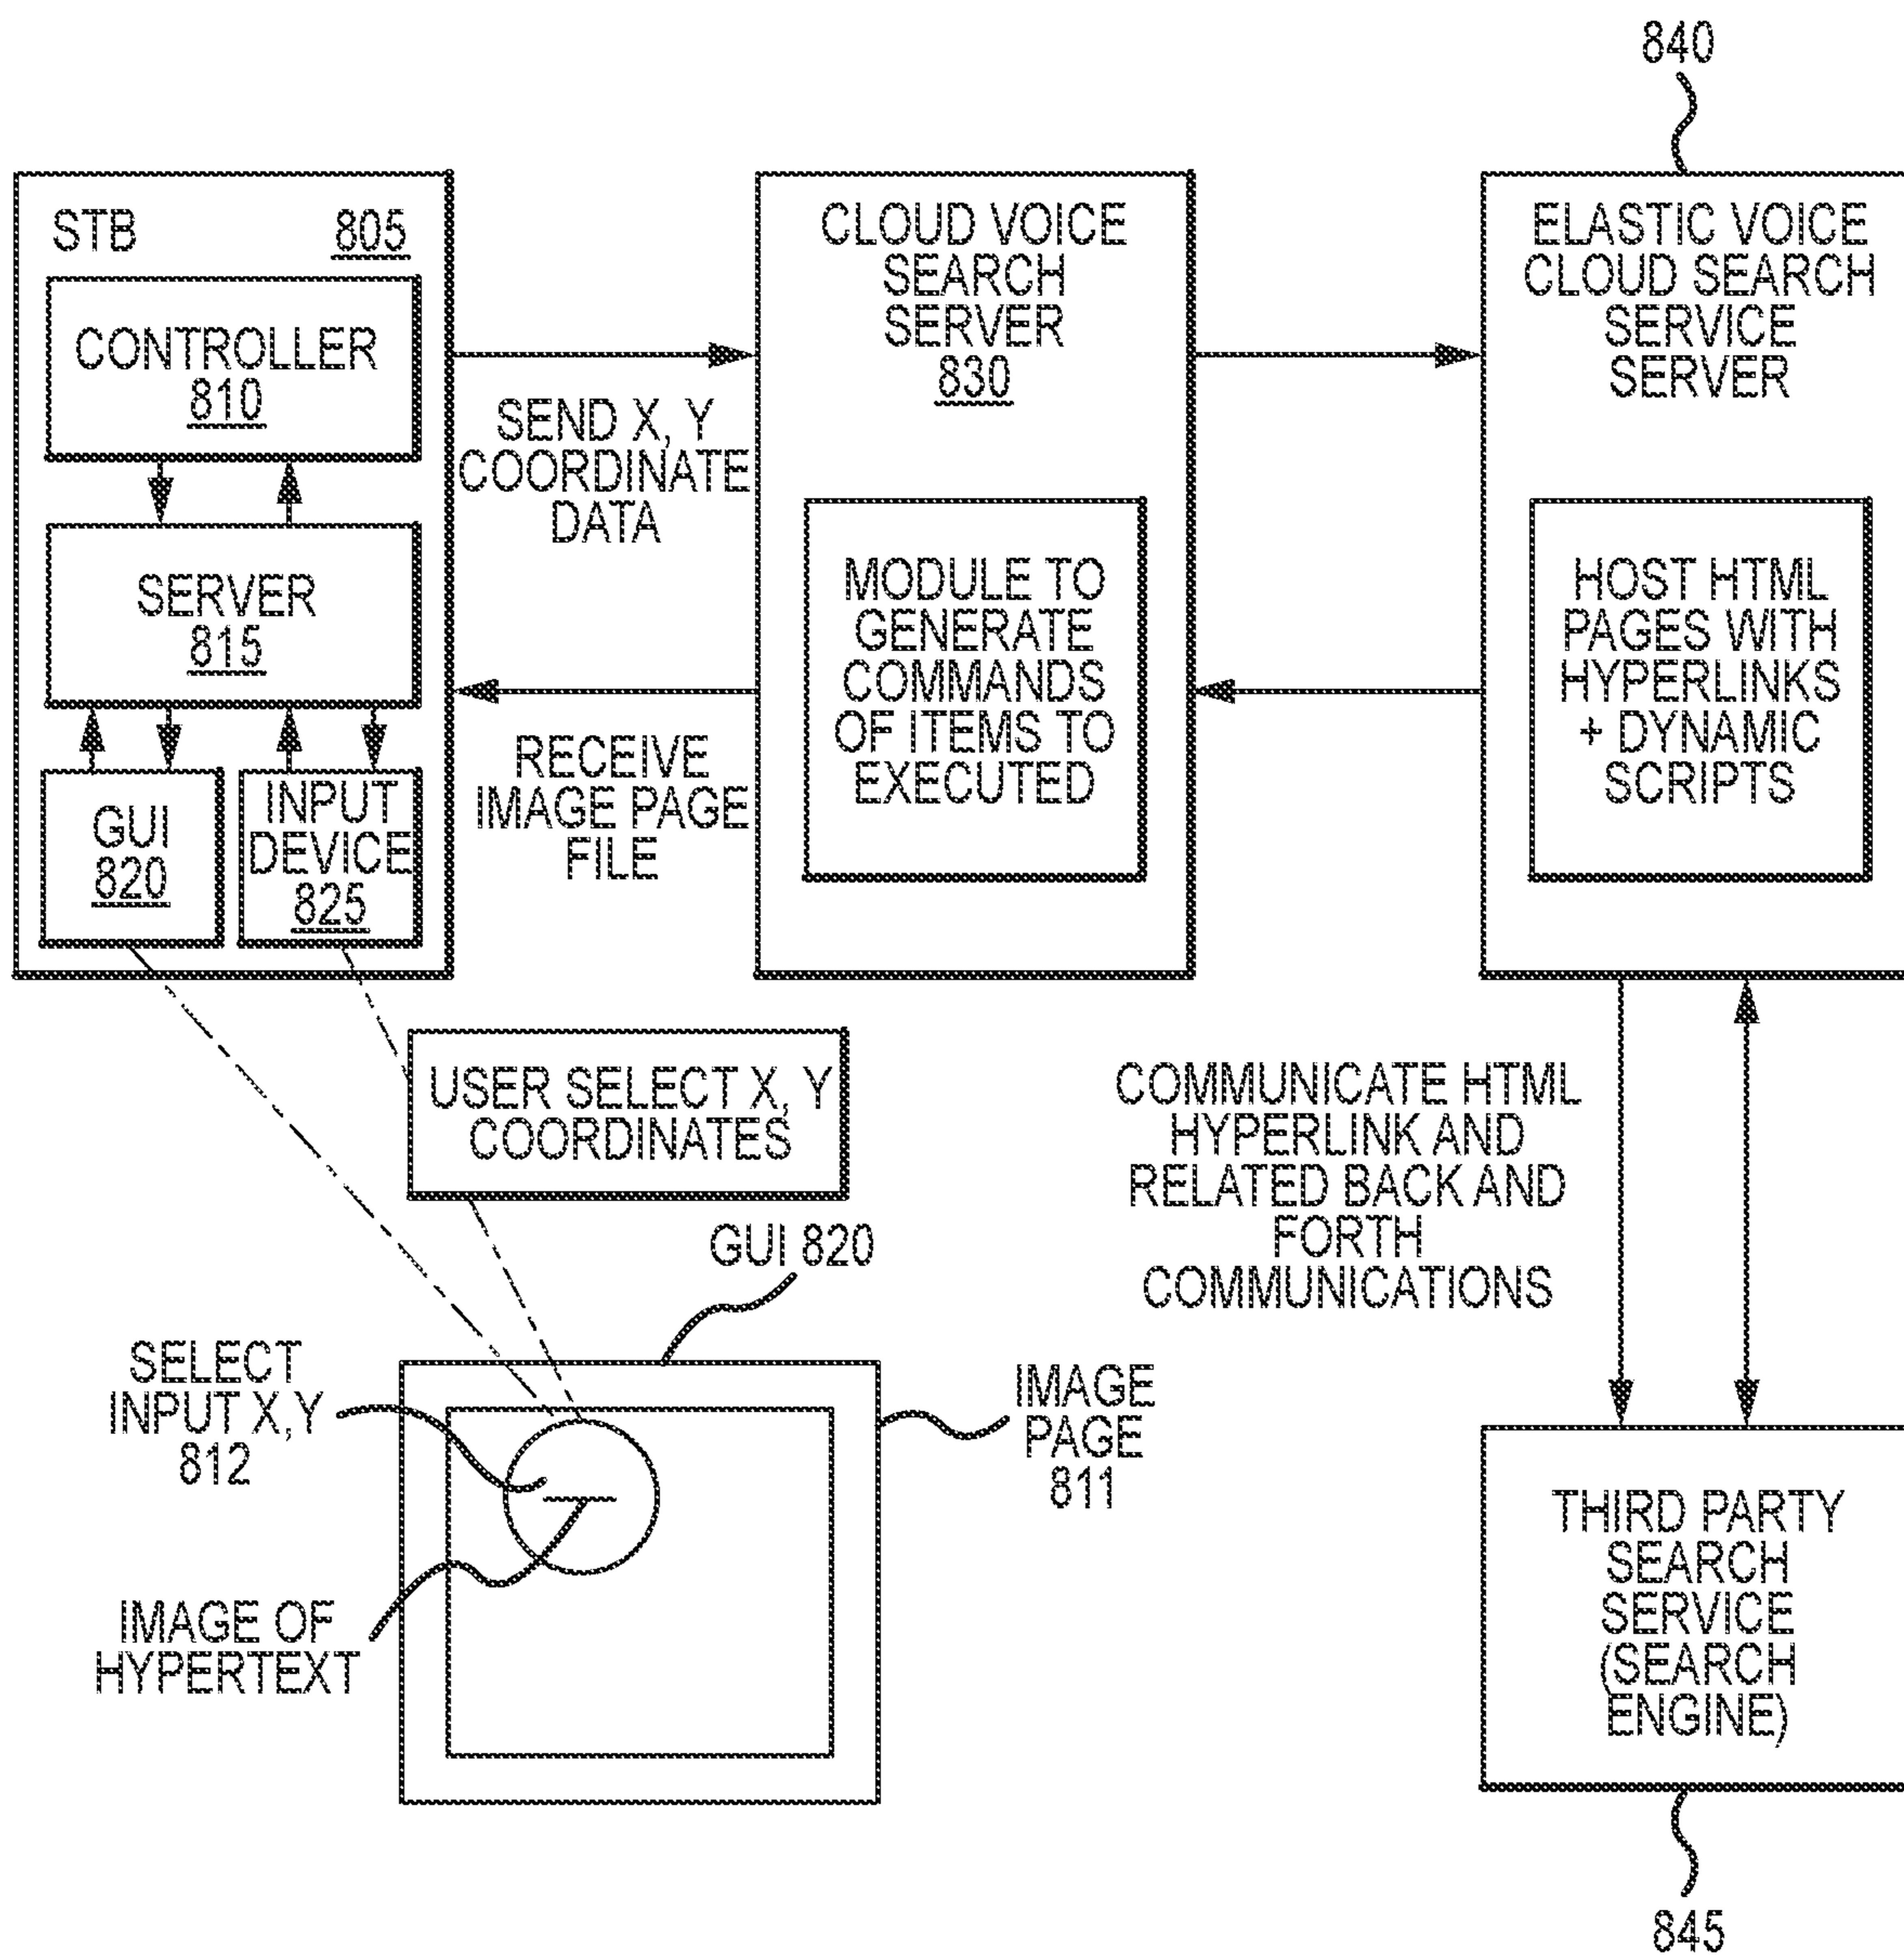 840
STB 805
CONTROLLER
810
SERVER
815
GUI
820
INPUT
DEVICE
825
SEND X, Y
COORDINATE
DATA
RECEIVE
IMAGE PAGE
FILE
CLOUD VOICE
SEARCH
SERVER
830
MODULE TO
GENERATE
COMMANDS
OF ITEMS TO
EXECUTED
ELASTIC VOICE
CLOUD SEARCH
SERVICE
SERVER
HOST HTML
PAGES WITH
HYPERLINKS
+ DYNAMIC
SCRIPTS
USER SELECT X, Y
COORDINATES
COMMUNICATE HTML
HYPERLINK AND
RELATED BACK AND
FORTH
COMMUNICATIONS
GUI 820
SELECT
INPUT X,Y
812
IMAGE
PAGE
811
IMAGE OF
HYPERTEXT
THIRD PARTY
SEARCH
SERVICE
(SEARCH
ENGINE)
845